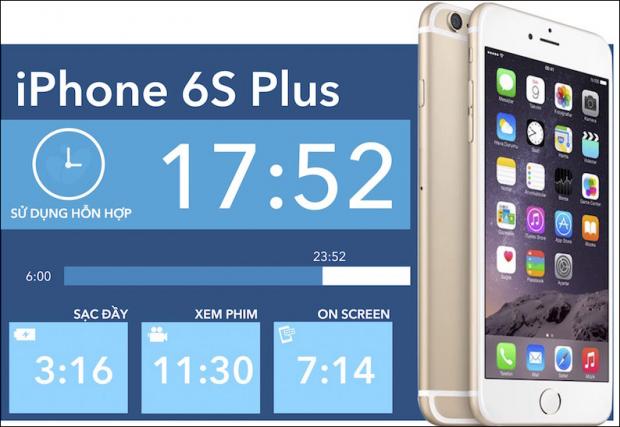 iPhone 6S Plus
SỬ DỤNG HỖN HỢP
17:52
6:00
23:52
SẠC ĐẦY
3:16
XEM PHIM
11:30
ON SCREEN
7:14